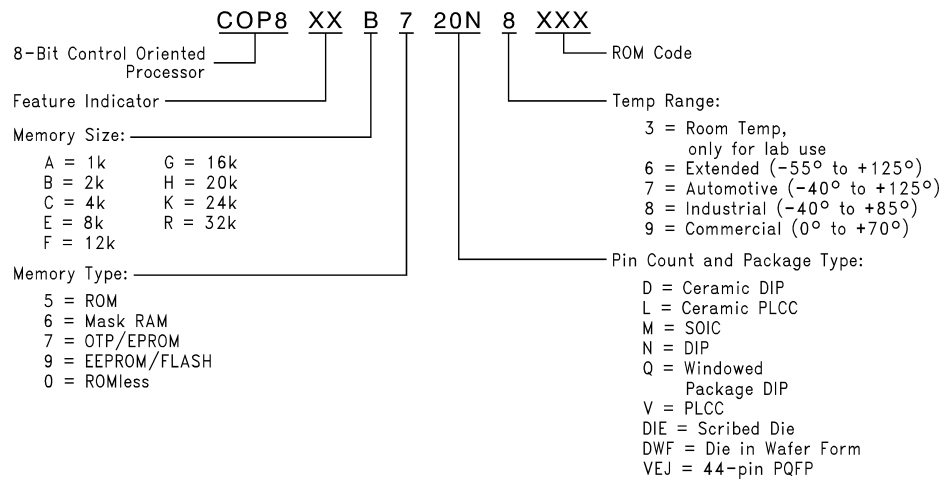 COP8 XX B 7 20N 8 XXX
8-Bit Control Oriented
Processor
Feature Indicator
Memory Size:
A = 1k G = 16k
B = 2k H = 20k
C = 4k K = 24k
E = 8k R = 32k
F = 12k
Memory Type:
5 = ROM
6 = Mask RAM
7 = OTP/EPROM
9 = EEPROM/FLASH
0 = ROMless
ROM Code
Temp Range:
3 = Room Temp,
only for lab use
6 = Extended (-55° to +125°)
7 = Automotive (-40° to +125°)
8 = Industrial (-40° to +85°)
9 = Commercial (0° to +70°)
Pin Count and Package Type:
D = Ceramic DIP
L = Ceramic PLCC
M = SOIC
N = DIP
Q = Windowed
Package DIP
V = PLCC
DIE = Scribed Die
DWF = Die in Wafer Form
VEJ = 44-pin PQFP